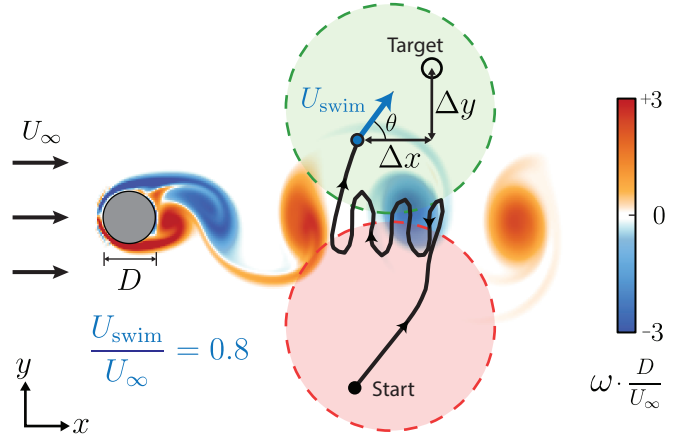 Target
U_swim
Δy
θ
Δx
U_∞
D
U_swim / U_∞ = 0.8
Start
y
x
+3
0
-3
ω · D / U_∞